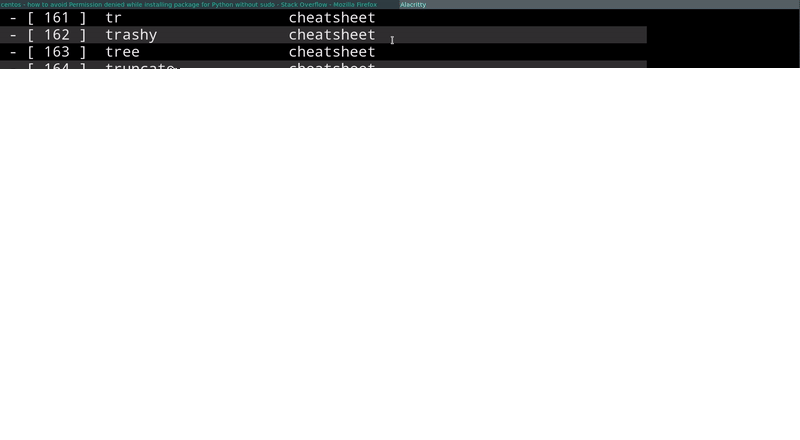 centos - how to avoid Permission denied while installing package for Python without sudo - Stack Overflow - Mozilla Firefox Alacritty
- [ 161 ] tr cheatsheet
- [ 162 ] trashy cheatsheet
- [ 163 ] tree cheatsheet
[ 164 ] truncate cheatsheet